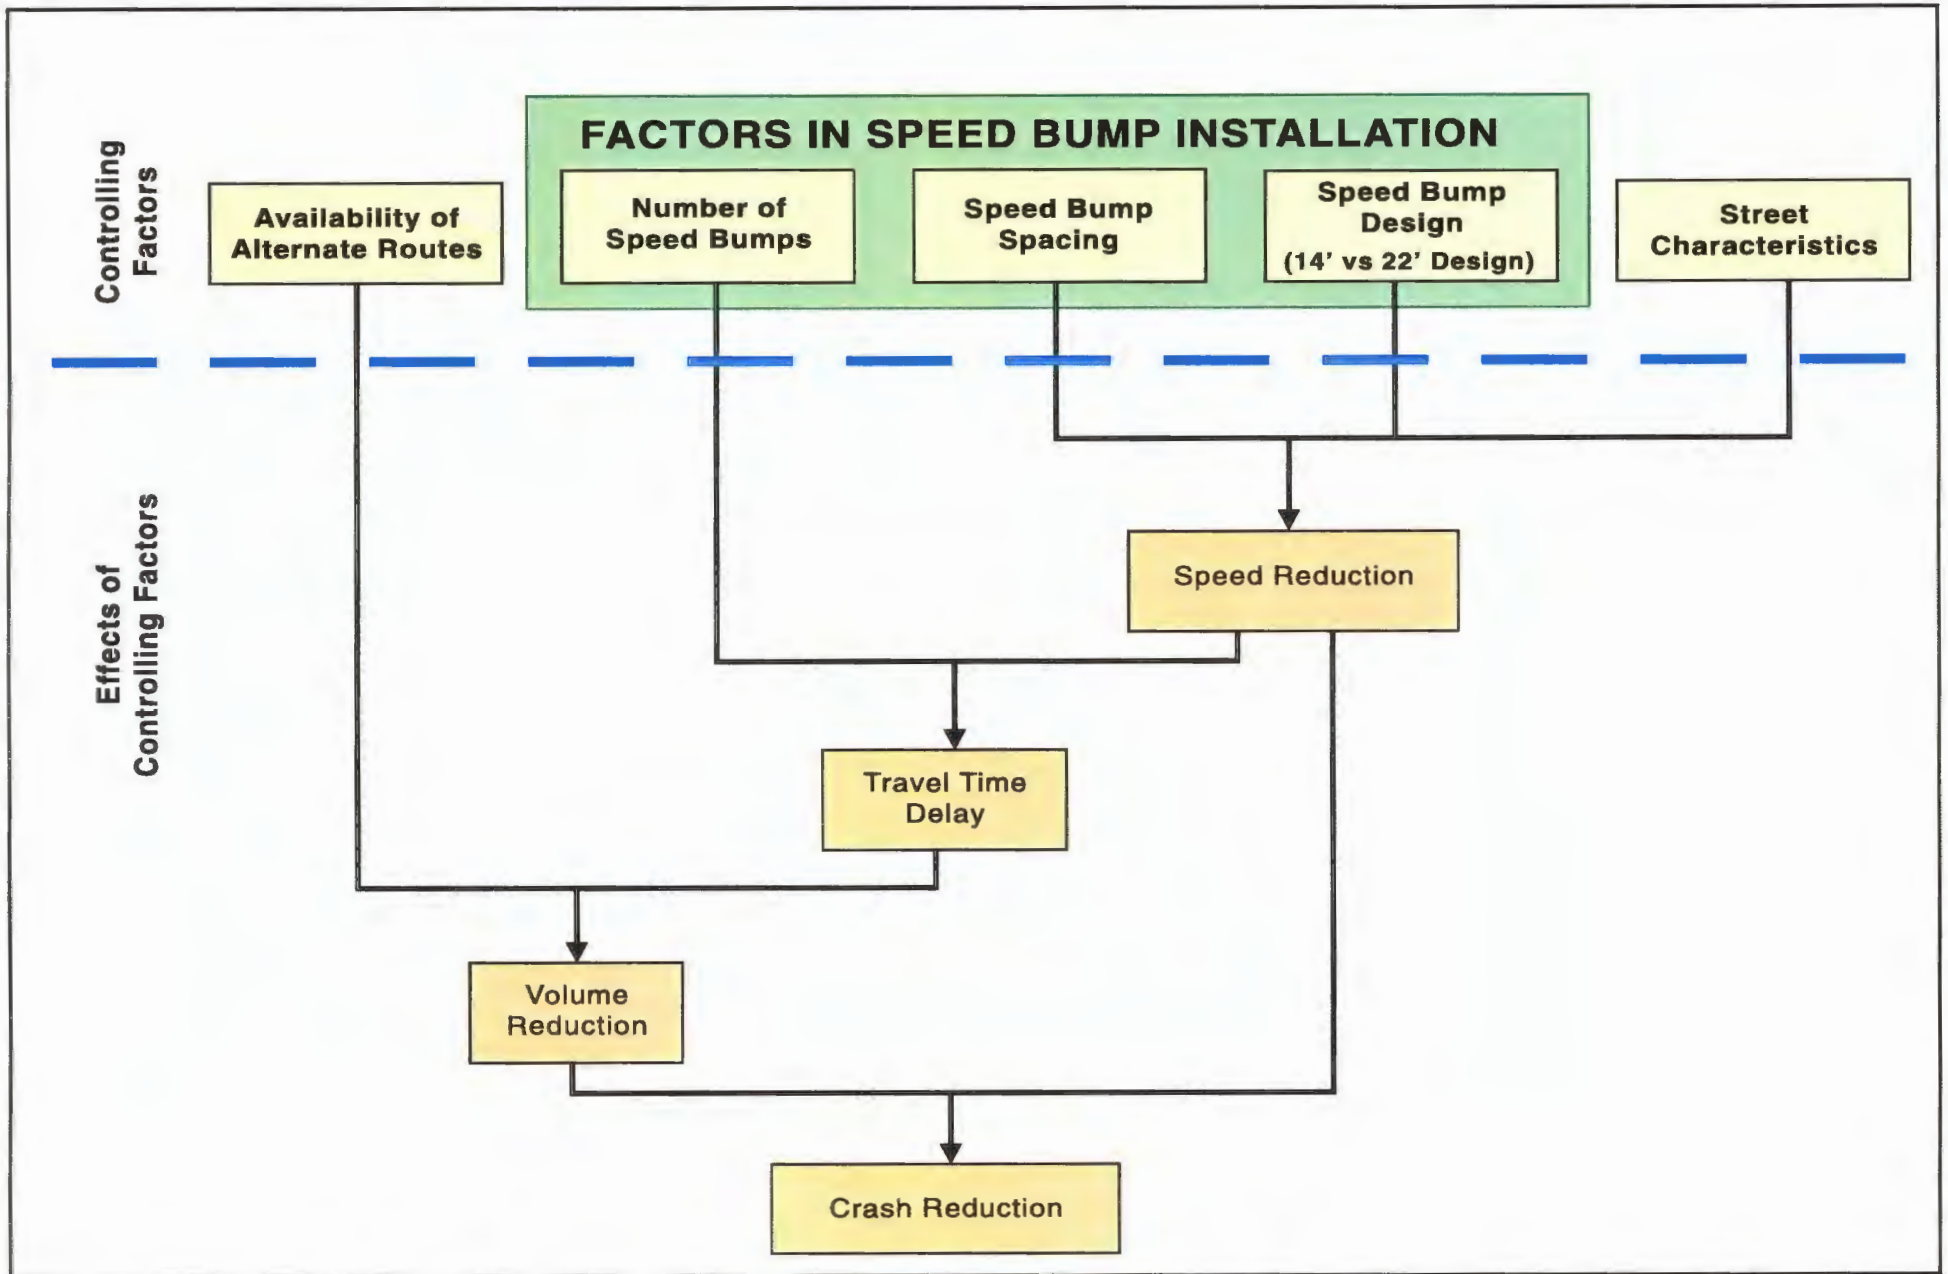 Controlling
Factors
FACTORS IN SPEED BUMP INSTALLATION
Availability of
Alternate Routes
Number of
Speed Bumps
Speed Bump
Spacing
Speed Bump
Design
(14' vs 22' Design)
Street
Characteristics
Effects of
Controlling Factors
Speed Reduction
Travel Time
Delay
Volume
Reduction
Crash Reduction